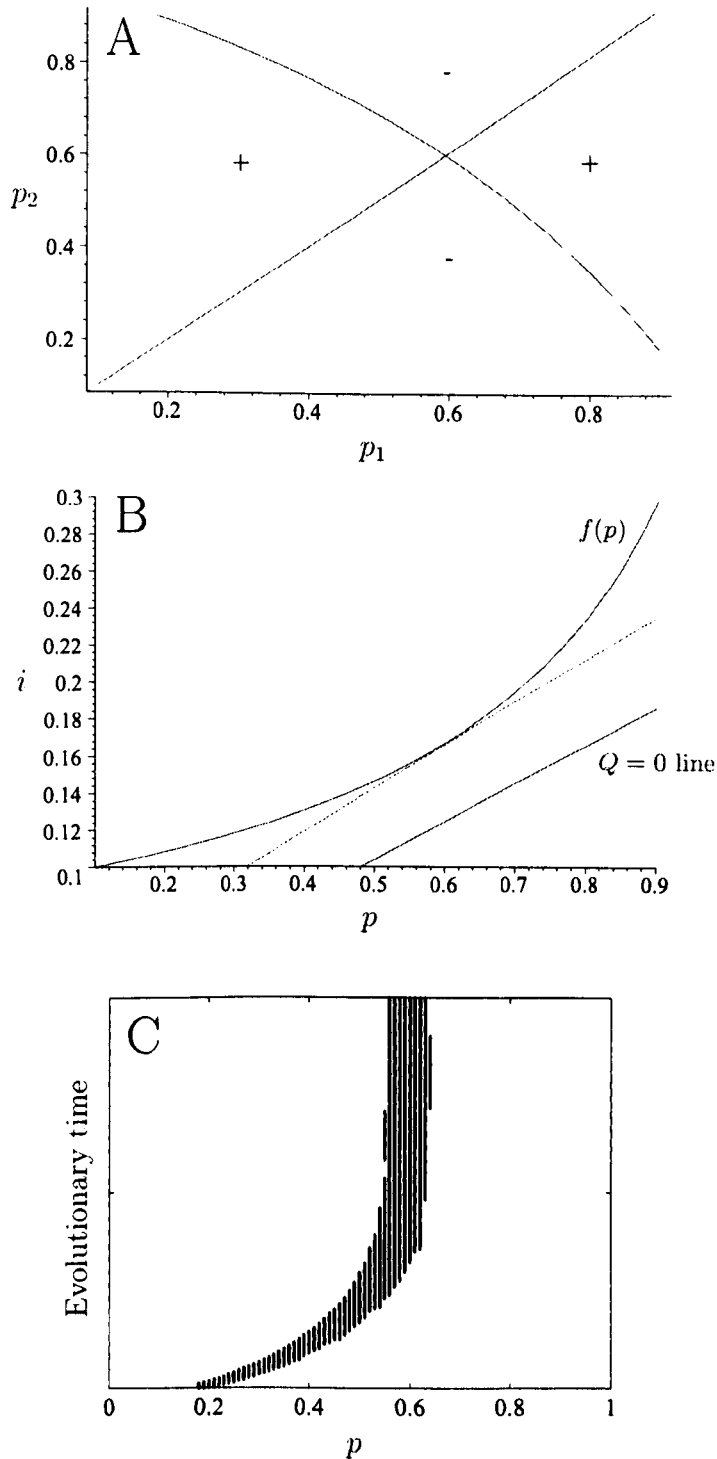 A
0.8
0.6
p₂
0.4
0.2
-
+
+
-
0.2 0.4 0.6 0.8
p₁
B
0.3
0.28
0.26
0.24
0.22
i
0.2
0.18
0.16
0.14
0.12
0.1
f(p)
Q = 0 line
0.2 0.3 0.4 0.5 0.6 0.7 0.8 0.9
p
C
Evolutionary time
0 0.2 0.4 0.6 0.8 1
p